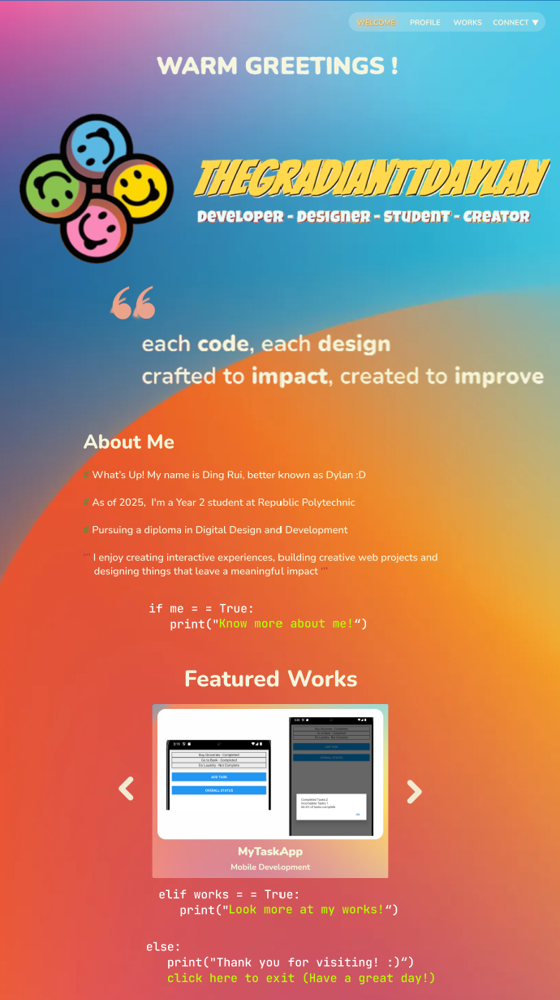 WELCOME PROFILE WORKS CONNECT ▼
WARM GREETINGS !
THEGRADIANTTDAYLAN
DEVELOPER - DESIGNER - STUDENT - CREATOR
“
each code, each design
crafted to impact, created to improve
About Me
# What's Up! My name is Ding Rui, better known as Dylan :D
# As of 2025, I'm a Year 2 student at Republic Polytechnic
# Pursuing a diploma in Digital Design and Development
''' I enjoy creating interactive experiences, building creative web projects and
designing things that leave a meaningful impact '''
if me = = True:
print("Know more about me!“)
Featured Works
3:19
Buy Groceries - Completed
Go to Bank - Completed
Do Laundry - Not Complete
ADD TASK
OVERALL STATUS
3:20
Buy Groceries - Completed
Go to Bank - Completed
Do Laundry - Not Complete
ADD TASK
OVERALL STATUS
Completed Tasks:2
Incomplete Tasks:1
66.6% of tasks complete
OK
MyTaskApp
Mobile Development
elif works = = True:
print("Look more at my works!“)
else:
print("Thank you for visiting! :)“)
click here to exit (Have a great day!)